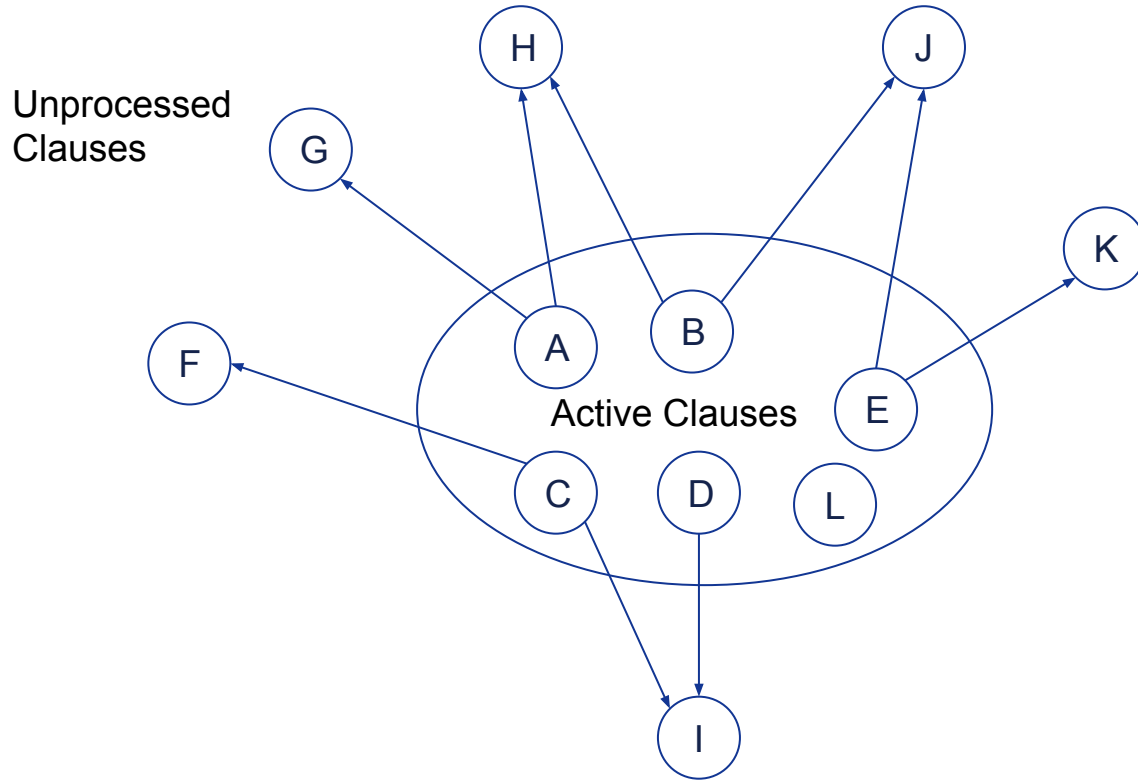 H
J
Unprocessed
Clauses
G
K
B
A
F
Active Clauses
E
C
D
L
I